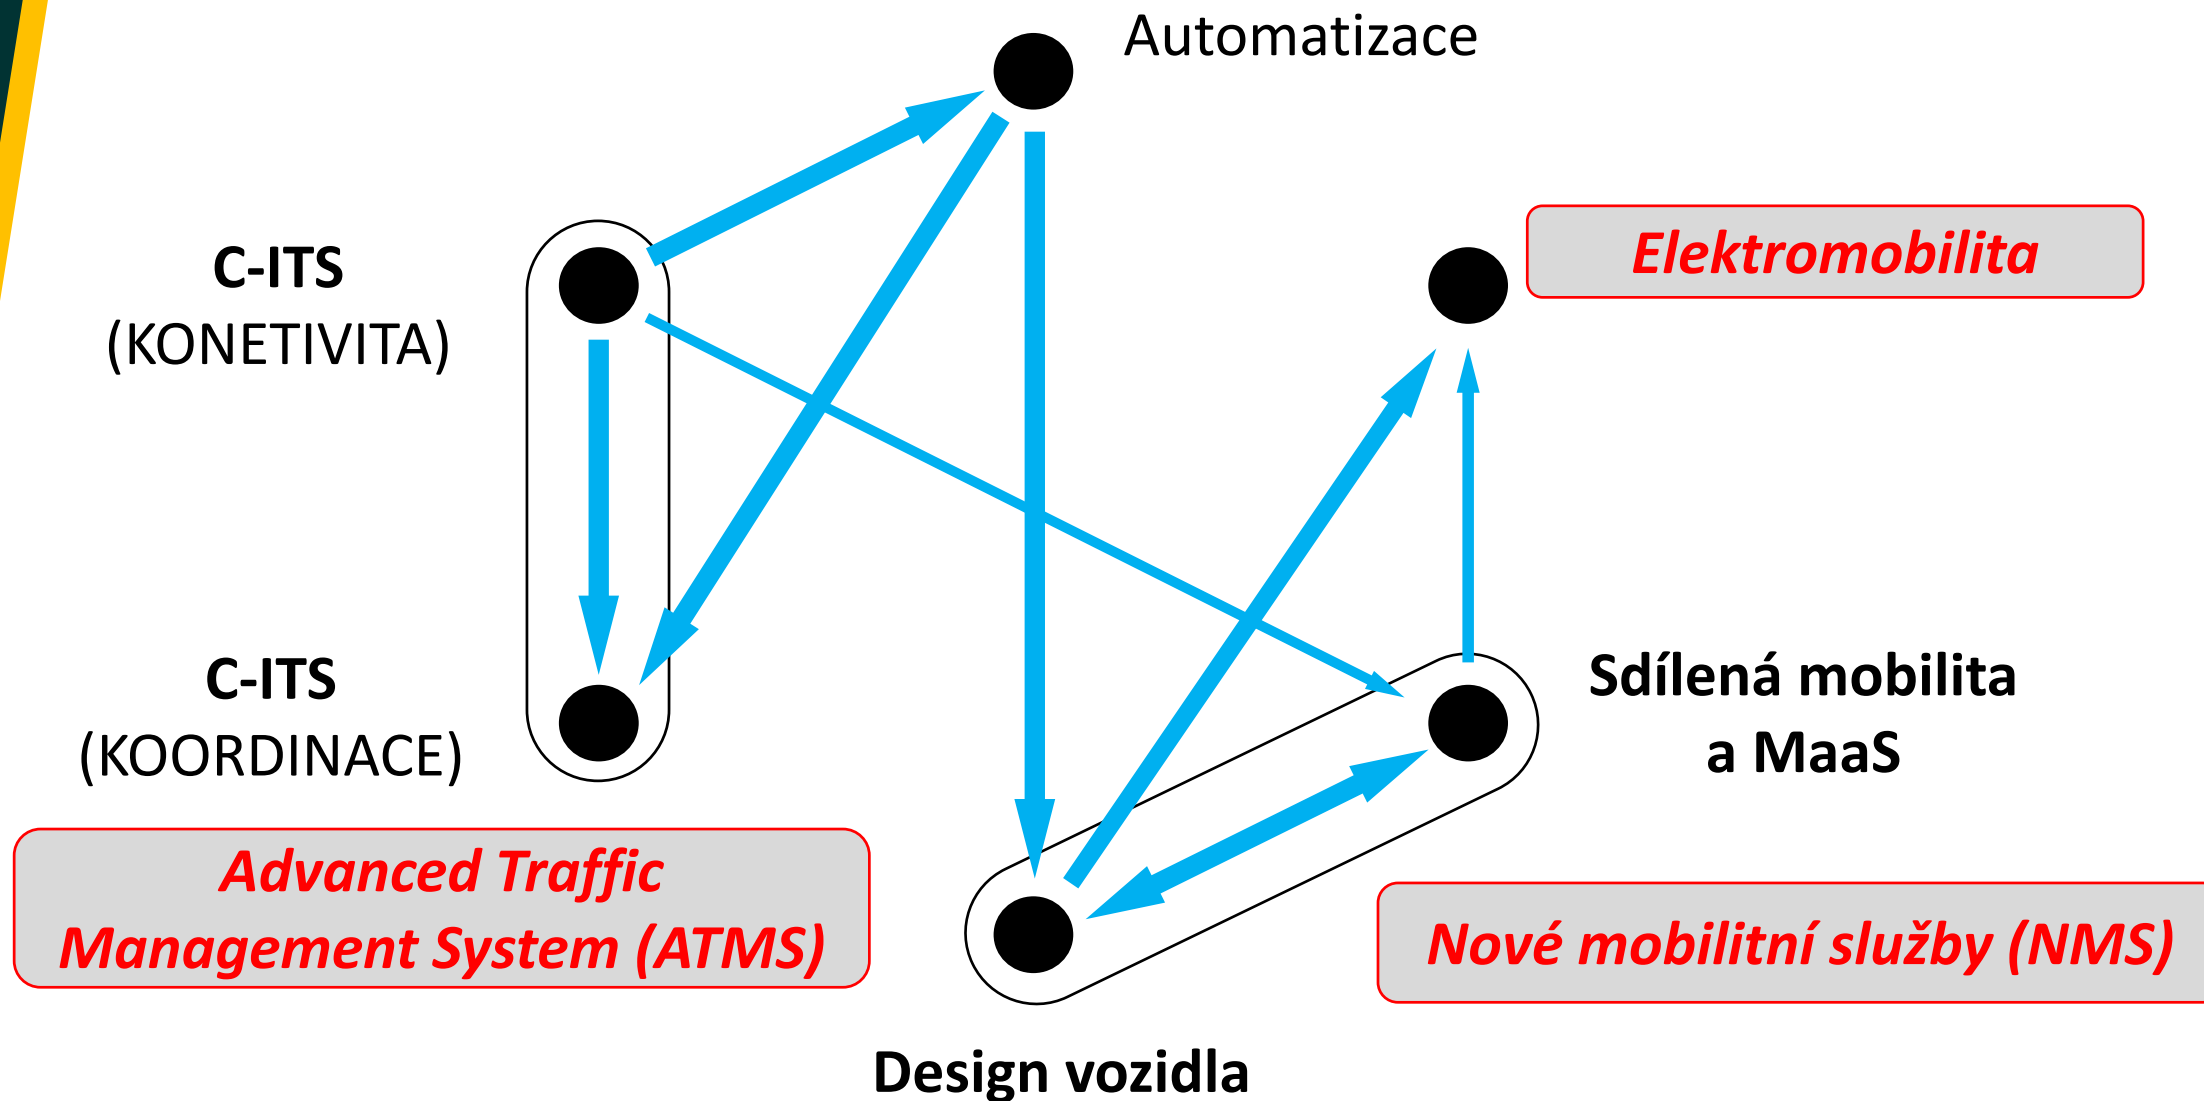 Automatizace
C-ITS
(KONETIVITA)
Elektromobilita
C-ITS
(KOORDINACE)
Sdílená mobilita
a MaaS
Advanced Traffic
Management System (ATMS)
Nové mobilitní služby (NMS)
Design vozidla